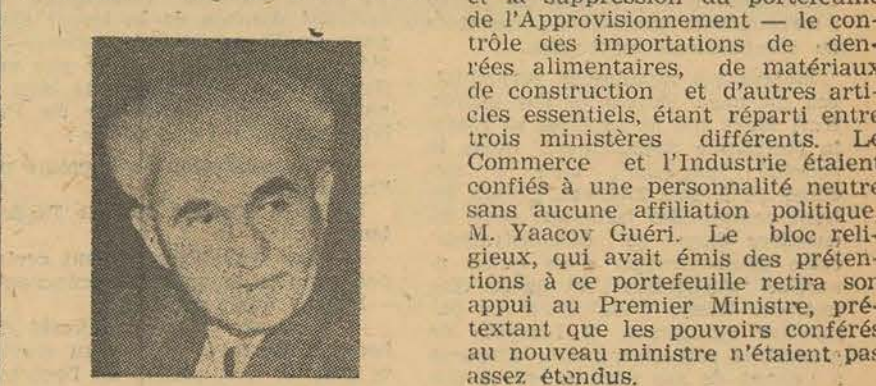 et la suppression du portefeuille
de l'Approvisionnement — le con-
trôle des importations de den-
rées alimentaires, de matériaux
de construction et d'autres arti-
cles essentiels, étant réparti entre
trois ministères différents. Le
Commerce et l'Industrie étaient
confiés à une personnalité neutre
sans aucune affiliation politique
M. Yaacov Guéri. Le bloc reli-
gieux, qui avait émis des préten-
tions à ce portefeuille retira son
appui au Premier Ministre, pré-
textant que les pouvoirs conférés
au nouveau ministre n'étaient pas
assez étendus.